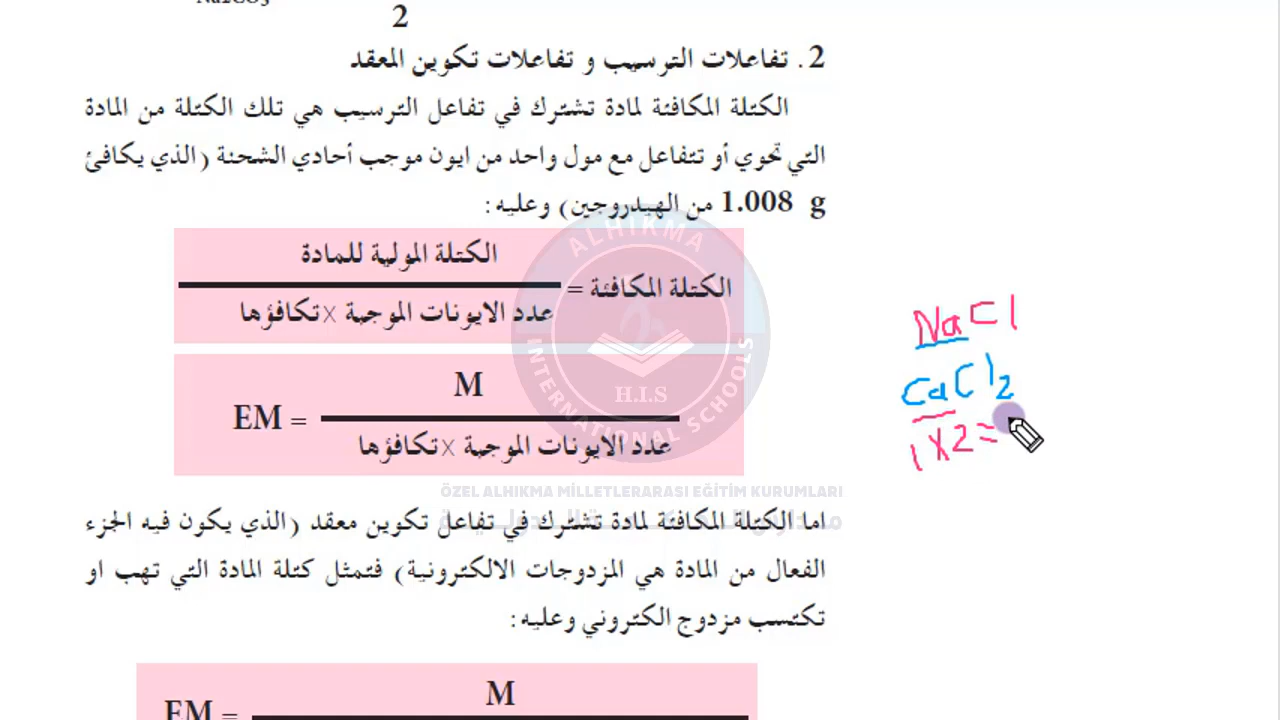 Na2CO3
2
2. تفاعلات الترسيب و تفاعلات تكوين المعقد
الكتلة المكافئة لمادة تشترك في تفاعل الترسيب هي تلك الكتلة من المادة
التي تحوي أو تتفاعل مع مول واحد من ايون موجب أحادي الشحنة (الذي يكافئ
1.008 g من الهيدروجين) وعليه:
الكتلة المكافئة = الكتلة المولية للمادة
عدد الايونات الموجبة × تكافؤها
M
EM =
عدد الايونات الموجبة × تكافؤها
ALHIKMA
INTERNATIONAL SCHOOLS
H.I.S
NaCl
CaCl2
1x2=
ÖZEL ALHIKMA MİLLETLERARASI EĞİTİM KURUMLARI
اما الكتلة المكافئة لمادة تشترك في تفاعل تكوين معقد (الذي يكون فيه الجزء
الفعال من المادة هي المزدوجات الالكترونية) فتمثل كتلة المادة التي تهب او
تكتسب مزدوج الكتروني وعليه:
M
EM =